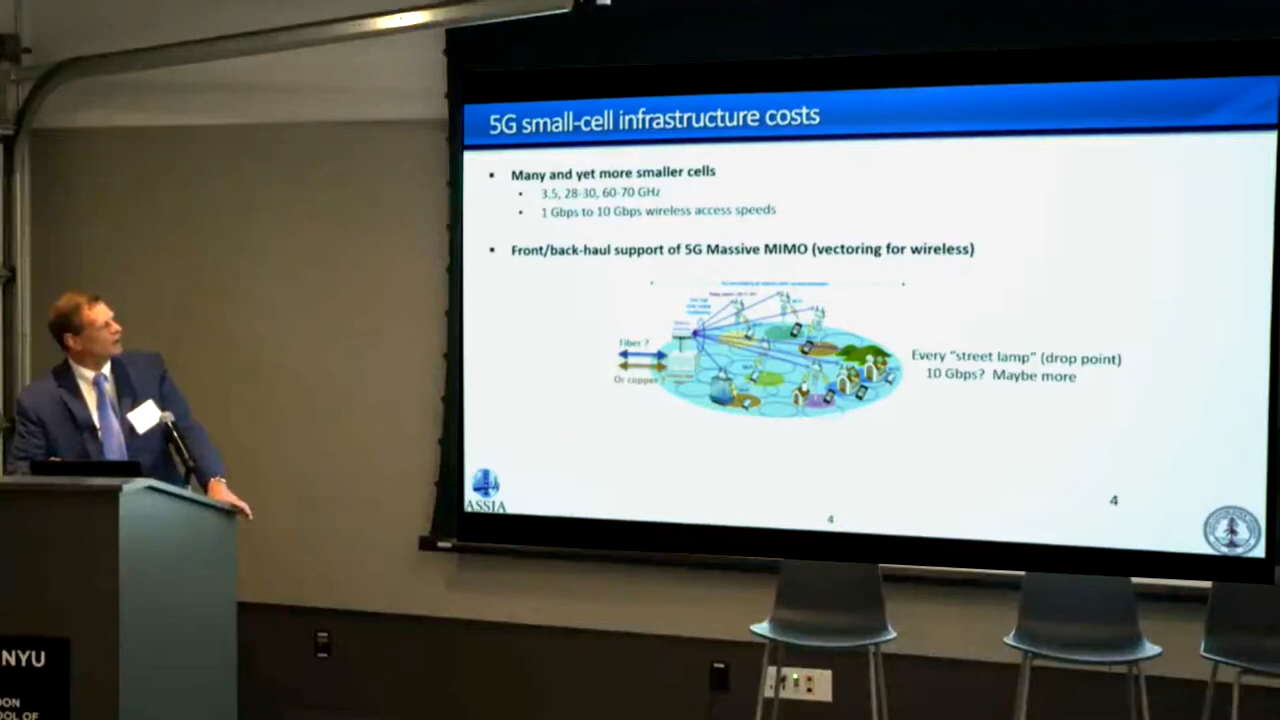 5G small-cell infrastructure costs
Many and yet more smaller cells
3.5, 28-30, 60-70 GHz
1 Gbps to 10 Gbps wireless access speeds
Front/back-haul support of 5G Massive MIMO (vectoring for wireless)
Fiber ?
Or copper ?
Every “street lamp” (drop point)
10 Gbps? Maybe more
ASSIA
4
4
NYU
OOL OF